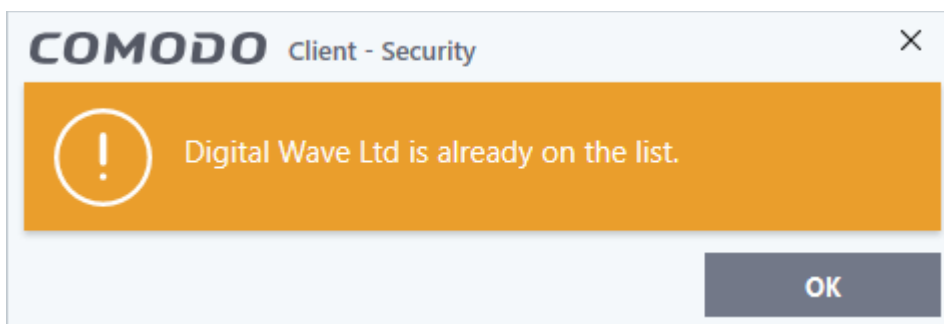 COMODO Client - Security
Digital Wave Ltd is already on the list.
OK